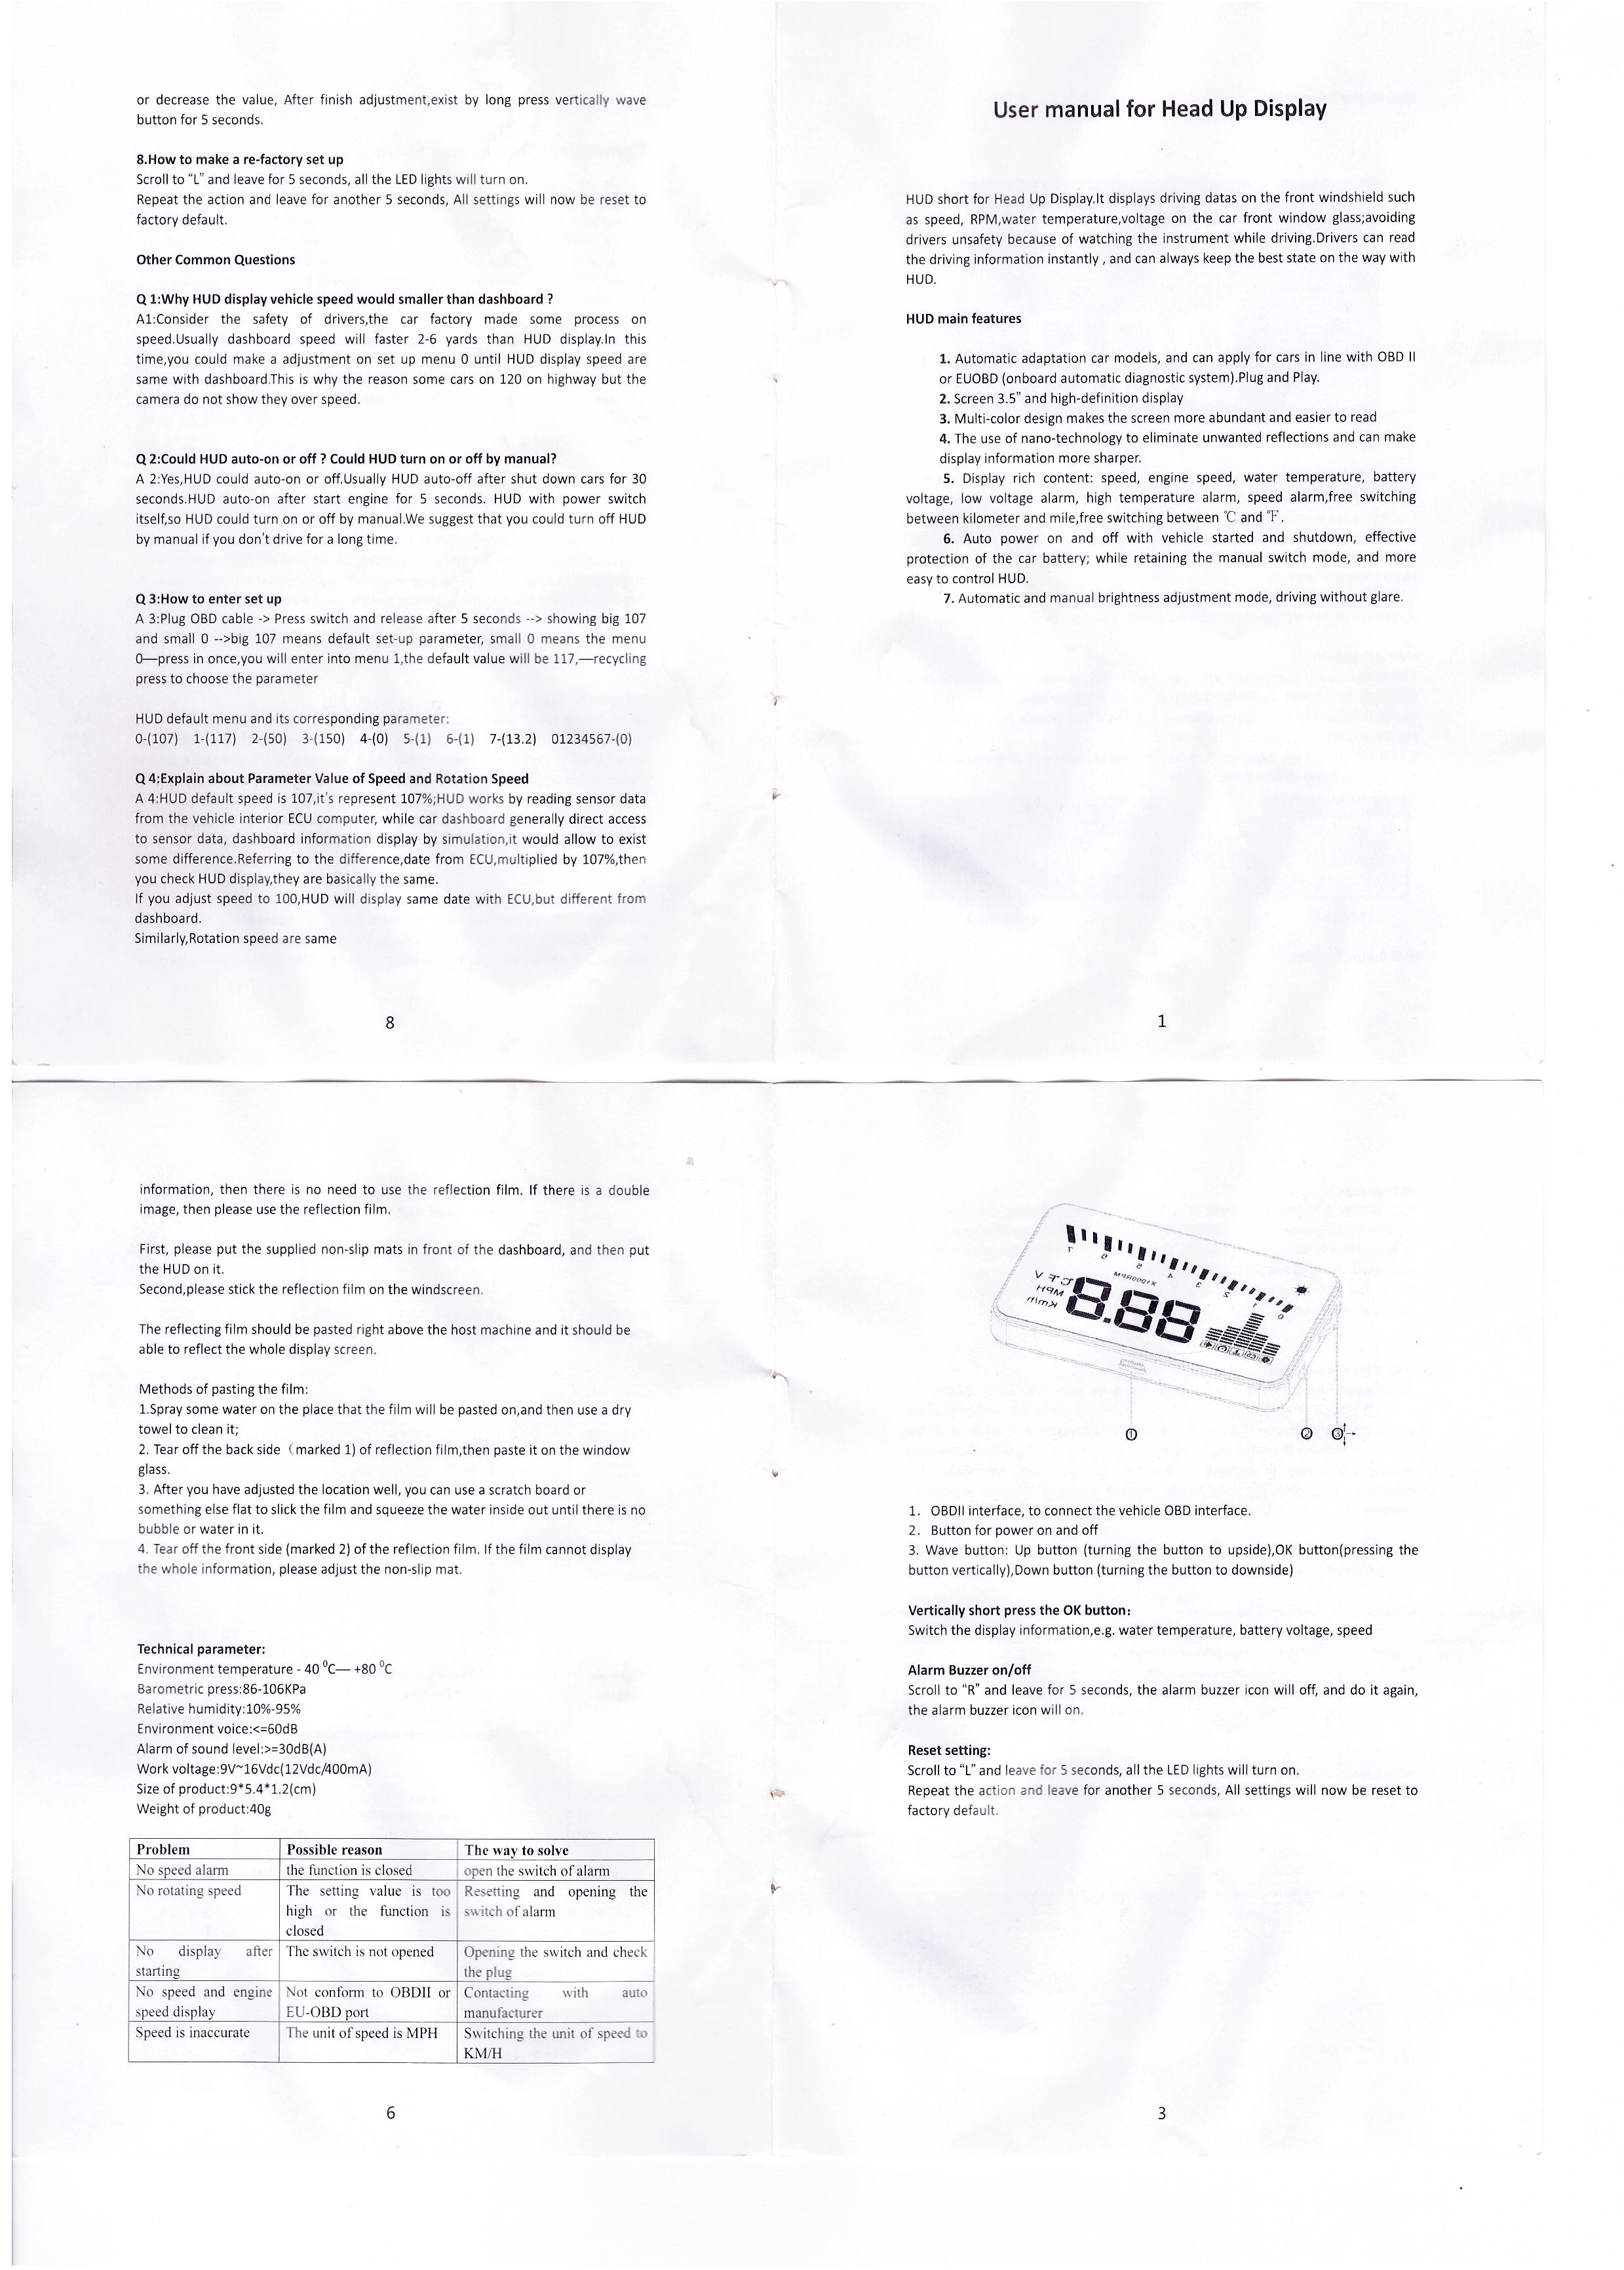 or decrease the value, After finish adjustment,exist by long press vertically wave
button for 5 seconds.
8.How to make a re-factory set up
Scroll to “L” and leave for 5 seconds, all the LED lights will turn on.
Repeat the action and leave for another 5 seconds, All settings will now be reset to
factory default.
Other Common Questions
Q 1:Why HUD display vehicle speed would smaller than dashboard ?
A1:Consider the safety of drivers,the car factory made some process on
speed.Usually dashboard speed will faster 2-6 yards than HUD display.In this
time,you could make a adjustment on set up menu 0 until HUD display speed are
same with dashboard.This is why the reason some cars on 120 on highway but the
camera do not show they over speed.
Q 2:Could HUD auto-on or off ? Could HUD turn on or off by manual?
A 2:Yes,HUD could auto-on or off.Usually HUD auto-off after shut down cars for 30
seconds.HUD auto-on after start engine for 5 seconds. HUD with power switch
itself,so HUD could turn on or off by manual.We suggest that you could turn off HUD
by manual if you don't drive for a long time.
Q 3:How to enter set up
A 3:Plug OBD cable -> Press switch and release after 5 seconds --> showing big 107
and small 0 -->big 107 means default set-up parameter, small 0 means the menu
0—press in once,you will enter into menu 1,the default value will be 117,—recycling
press to choose the parameter
HUD default menu and its corresponding parameter:
0-(107) 1-(117) 2-(50) 3-(150) 4-(0) 5-(1) 6-(1) 7-(13.2) 01234567-(0)
Q 4:Explain about Parameter Value of Speed and Rotation Speed
A 4:HUD default speed is 107,it's represent 107%;HUD works by reading sensor data
from the vehicle interior ECU computer, while car dashboard generally direct access
to sensor data, dashboard information display by simulation,it would allow to exist
some difference.Referring to the difference,date from ECU,multiplied by 107%,then
you check HUD display,they are basically the same.
If you adjust speed to 100,HUD will display same date with ECU,but different from
dashboard.
Similarly,Rotation speed are same
8
User manual for Head Up Display
HUD short for Head Up Display.It displays driving datas on the front windshield such
as speed, RPM,water temperature,voltage on the car front window glass;avoiding
drivers unsafety because of watching the instrument while driving.Drivers can read
the driving information instantly , and can always keep the best state on the way with
HUD.
HUD main features
1. Automatic adaptation car models, and can apply for cars in line with OBD II
or EUOBD (onboard automatic diagnostic system).Plug and Play.
2. Screen 3.5” and high-definition display
3. Multi-color design makes the screen more abundant and easier to read
4. The use of nano-technology to eliminate unwanted reflections and can make
display information more sharper.
5. Display rich content: speed, engine speed, water temperature, battery
voltage, low voltage alarm, high temperature alarm, speed alarm,free switching
between kilometer and mile,free switching between ℃ and ℉.
6. Auto power on and off with vehicle started and shutdown, effective
protection of the car battery; while retaining the manual switch mode, and more
easy to control HUD.
7. Automatic and manual brightness adjustment mode, driving without glare.
1
information, then there is no need to use the reflection film. If there is a double
image, then please use the reflection film.
First, please put the supplied non-slip mats in front of the dashboard, and then put
the HUD on it.
Second,please stick the reflection film on the windscreen.
The reflecting film should be pasted right above the host machine and it should be
able to reflect the whole display screen.
Methods of pasting the film:
1.Spray some water on the place that the film will be pasted on,and then use a dry
towel to clean it;
2. Tear off the back side （marked 1) of reflection film,then paste it on the window
glass.
3. After you have adjusted the location well, you can use a scratch board or
something else flat to slick the film and squeeze the water inside out until there is no
bubble or water in it.
4. Tear off the front side (marked 2) of the reflection film. If the film cannot display
the whole information, please adjust the non-slip mat.
Technical parameter:
Environment temperature - 40 ⁰C— +80 ⁰C
Barometric press:86-106KPa
Relative humidity:10%-95%
Environment voice:<=60dB
Alarm of sound level:>=30dB(A)
Work voltage:9V~16Vdc(12Vdc/400mA)
Size of product:9*5.4*1.2(cm)
Weight of product:40g
Problem Possible reason The way to solve
No speed alarm the function is closed open the switch of alarm
No rotating speed The setting value is too Resetting and opening the
high or the function is switch of alarm
closed
No display after The switch is not opened Opening the switch and check
starting the plug
No speed and engine Not conform to OBDII or Contacting with auto
speed display EU-OBD port manufacturer
Speed is inaccurate The unit of speed is MPH Switching the unit of speed to
KM/H
6
7 6 5 4 3 2 1 0
X1000RPM
V F C
MPH
km/h
8.88
① ② ③
1. OBDII interface, to connect the vehicle OBD interface.
2. Button for power on and off
3. Wave button: Up button (turning the button to upside),OK button(pressing the
button vertically),Down button (turning the button to downside)
Vertically short press the OK button:
Switch the display information,e.g. water temperature, battery voltage, speed
Alarm Buzzer on/off
Scroll to “R” and leave for 5 seconds, the alarm buzzer icon will off, and do it again,
the alarm buzzer icon will on.
Reset setting:
Scroll to “L” and leave for 5 seconds, all the LED lights will turn on.
Repeat the action and leave for another 5 seconds, All settings will now be reset to
factory default.
3